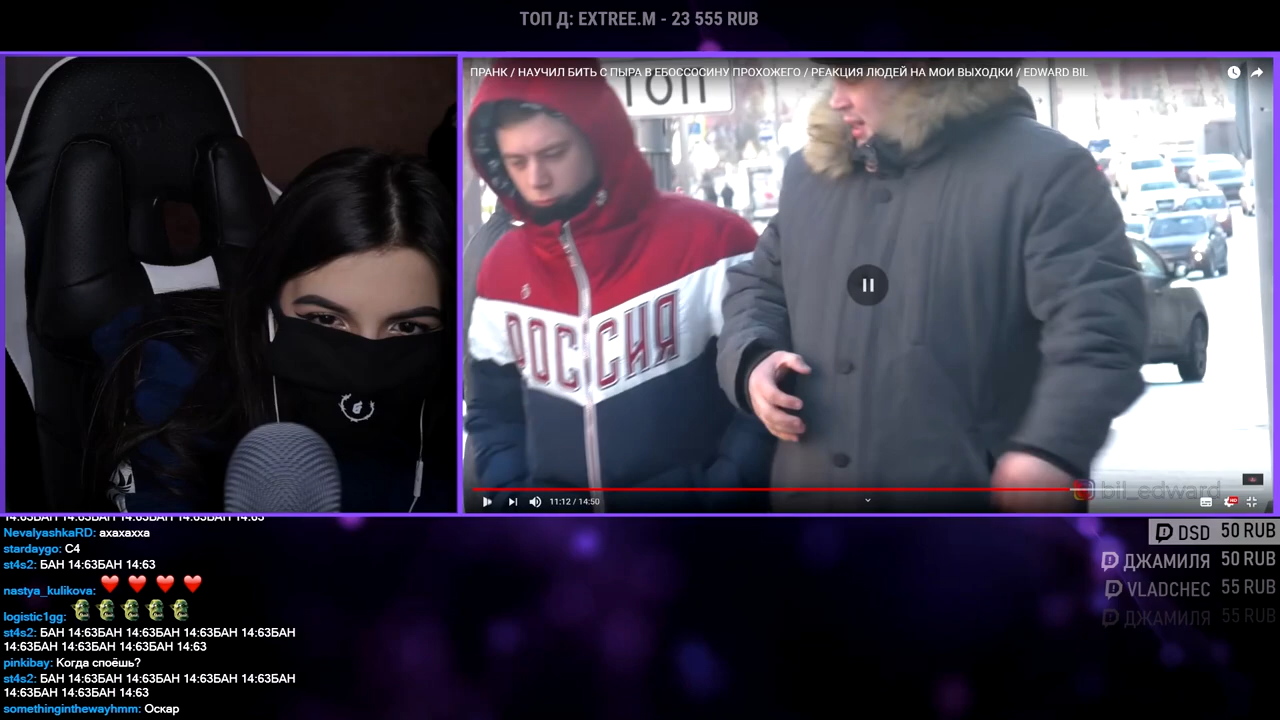 ТОП Д: EXTREE.M - 23 555 RUB
ПРАНК / НАУЧИЛ БИТЬ С ПЫРА В ЕБОССОСИНУ ПРОХОЖЕГО / РЕАКЦИЯ ЛЮДЕЙ НА МОИ ВЫХОДКИ / EDWARD BIL
ТОП
РОССИЯ
bil_edward
11:12 / 14:50
14:63БАН 14:63БАН 14:63БАН 14:63БАН 14:63
NevalyashkaRD: ахахахха
stardaygo: С4
st4s2: БАН 14:63БАН 14:63
nastya_kulikova:
logistic1gg:
st4s2: БАН 14:63БАН 14:63БАН 14:63БАН 14:63БАН
14:63БАН 14:63БАН 14:63БАН 14:63
pinkibay: Когда споёшь?
st4s2: БАН 14:63БАН 14:63БАН 14:63БАН 14:63БАН
14:63БАН 14:63БАН 14:63
somethinginthewayhmm: Оскар
DSD 50 RUB
ДЖАМИЛЯ 50 RUB
VLADCHEC 55 RUB
ДЖАМИЛЯ 55 RUB